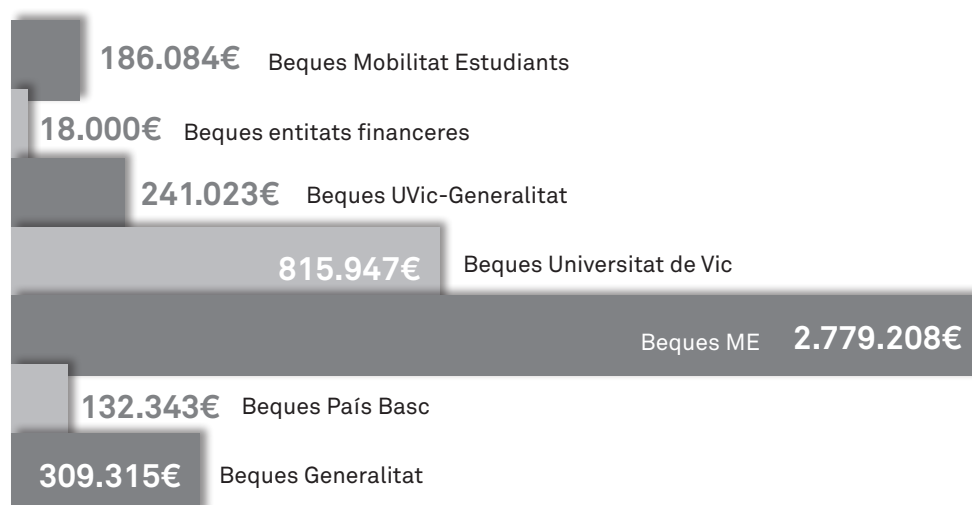 186.084€ Beques Mobilitat Estudiants
18.000€ Beques entitats financeres
241.023€ Beques UVic-Generalitat
815.947€ Beques Universitat de Vic
Beques ME 2.779.208€
132.343€ Beques País Basc
309.315€ Beques Generalitat